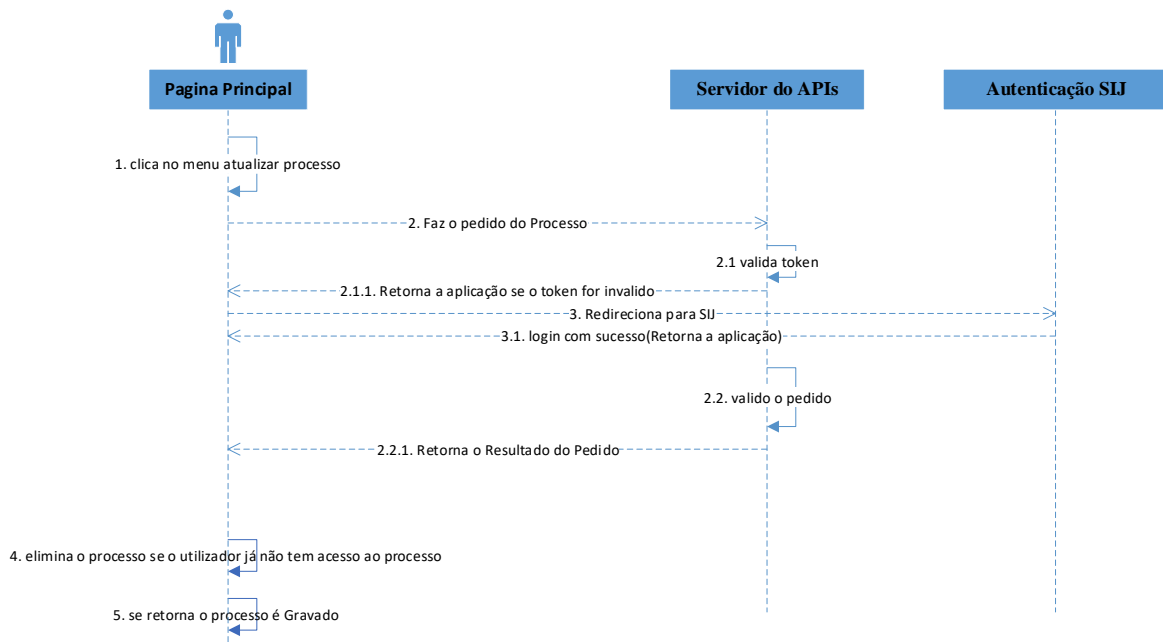 Pagina Principal
Servidor do APIs
Autenticação SIJ
1. clica no menu atualizar processo
2. Faz o pedido do Processo
2.1 valida token
2.1.1. Retorna a aplicação se o token for invalido
3. Redireciona para SIJ
3.1. login com sucesso(Retorna a aplicação)
2.2. valido o pedido
2.2.1. Retorna o Resultado do Pedido
4. elimina o processo se o utilizador já não tem acesso ao processo
5. se retorna o processo é Gravado